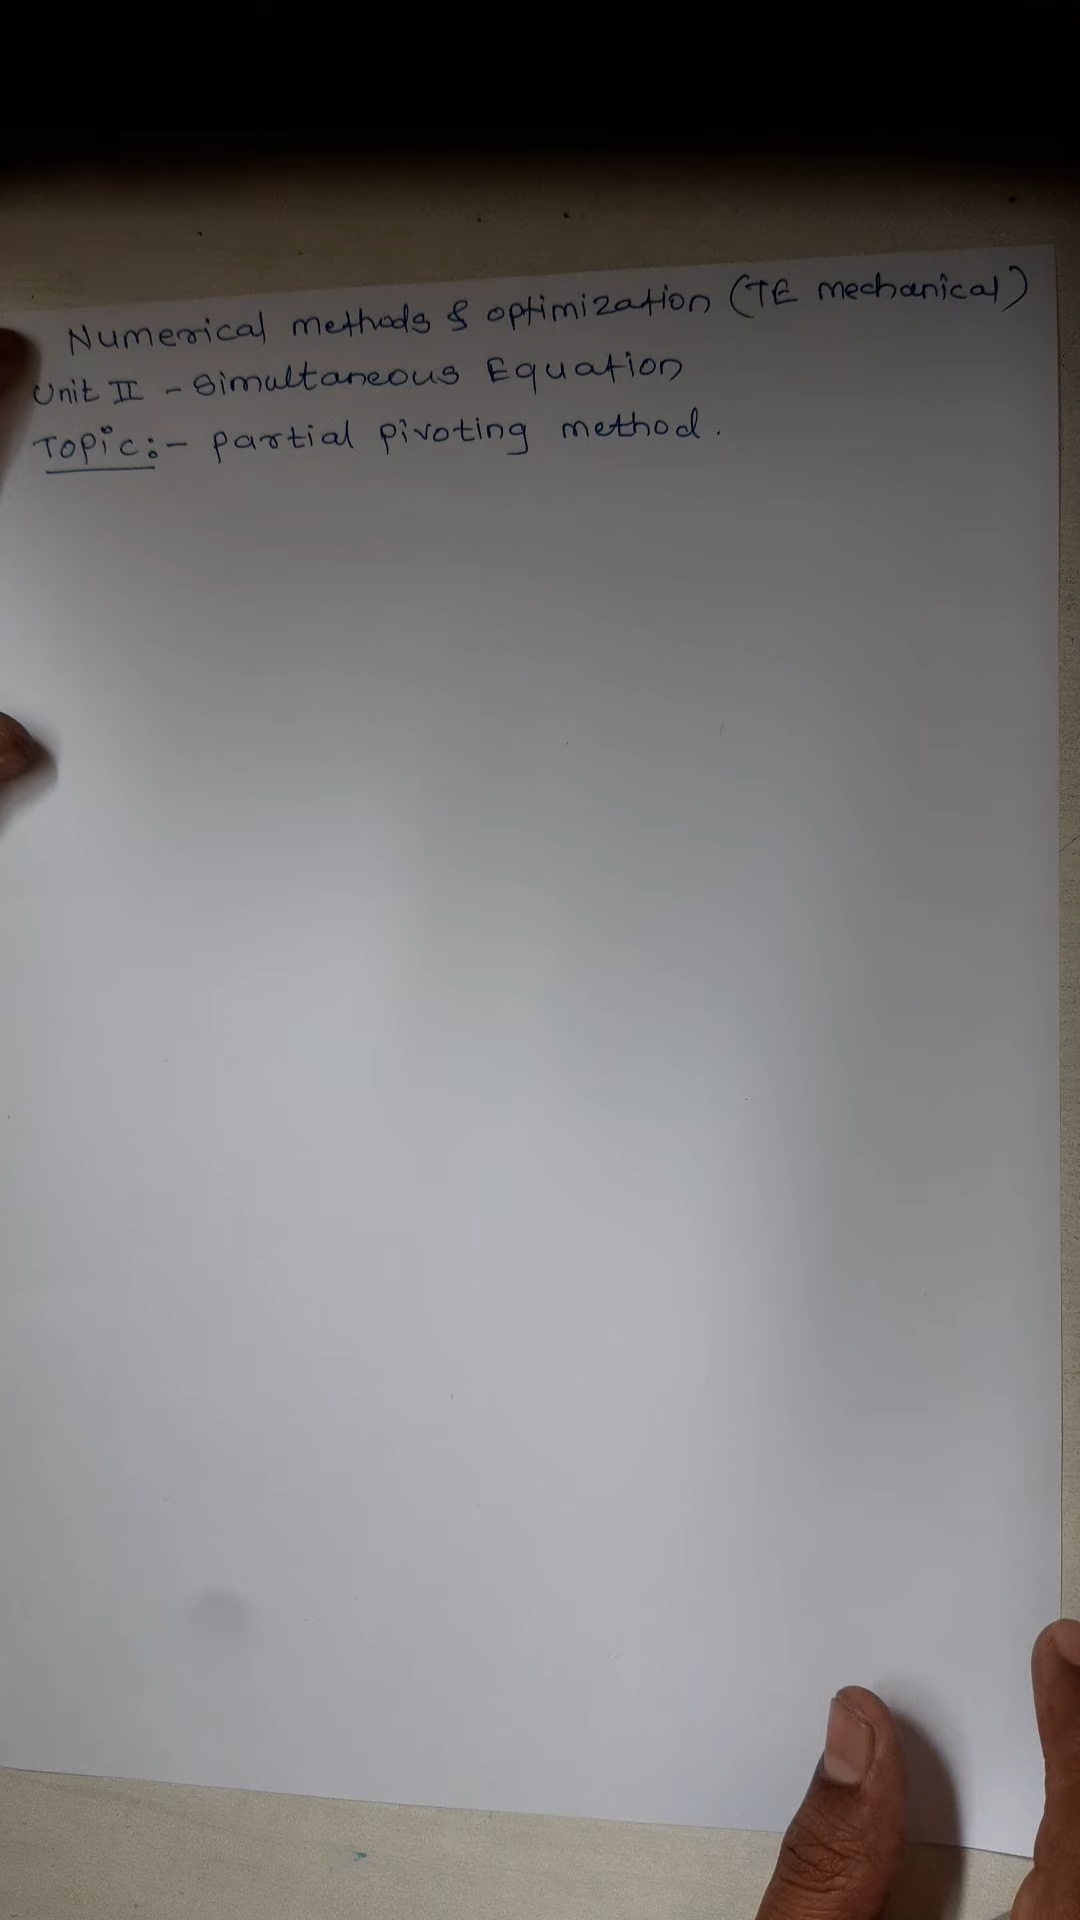 Numerical methods & optimization (TE mechanical)
Unit II - Simultaneous Equation
Topic:- partial pivoting method.